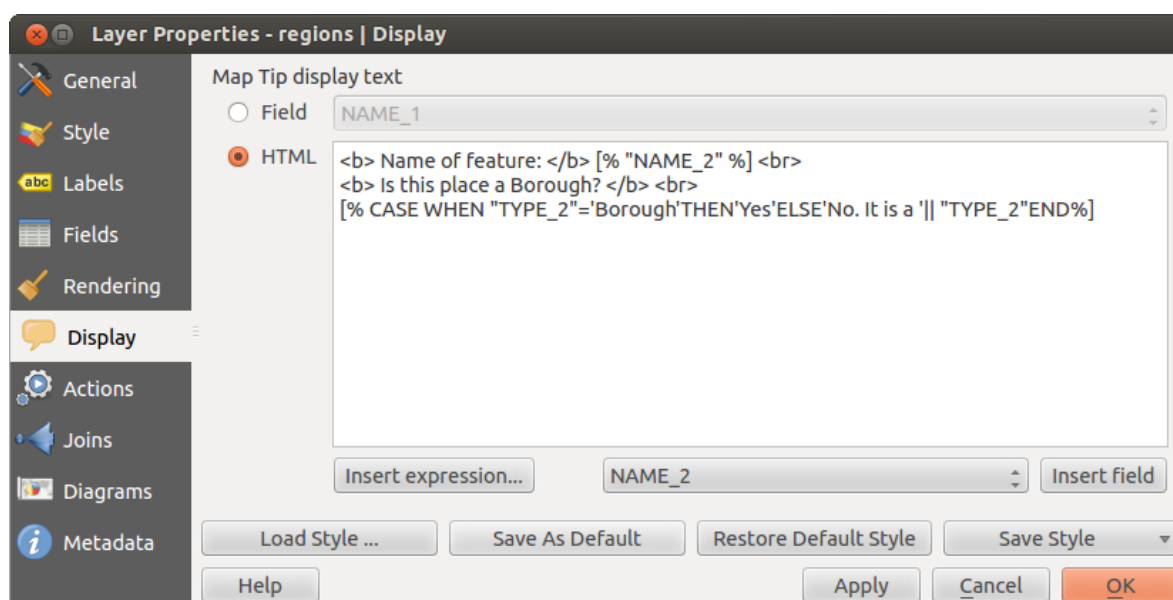 Layer Properties - regions | Display
General
Style
abc Labels
Fields
Rendering
Display
Actions
Joins
Diagrams
Metadata
Map Tip display text
Field NAME_1
HTML
<b> Name of feature: </b> [% "NAME_2" %] <br>
<b> Is this place a Borough? </b> <br>
[% CASE WHEN "TYPE_2"='Borough'THEN'Yes'ELSE'No. It is a '|| "TYPE_2"END%]
Insert expression... NAME_2 Insert field
Load Style ... Save As Default Restore Default Style Save Style
Help Apply Cancel OK